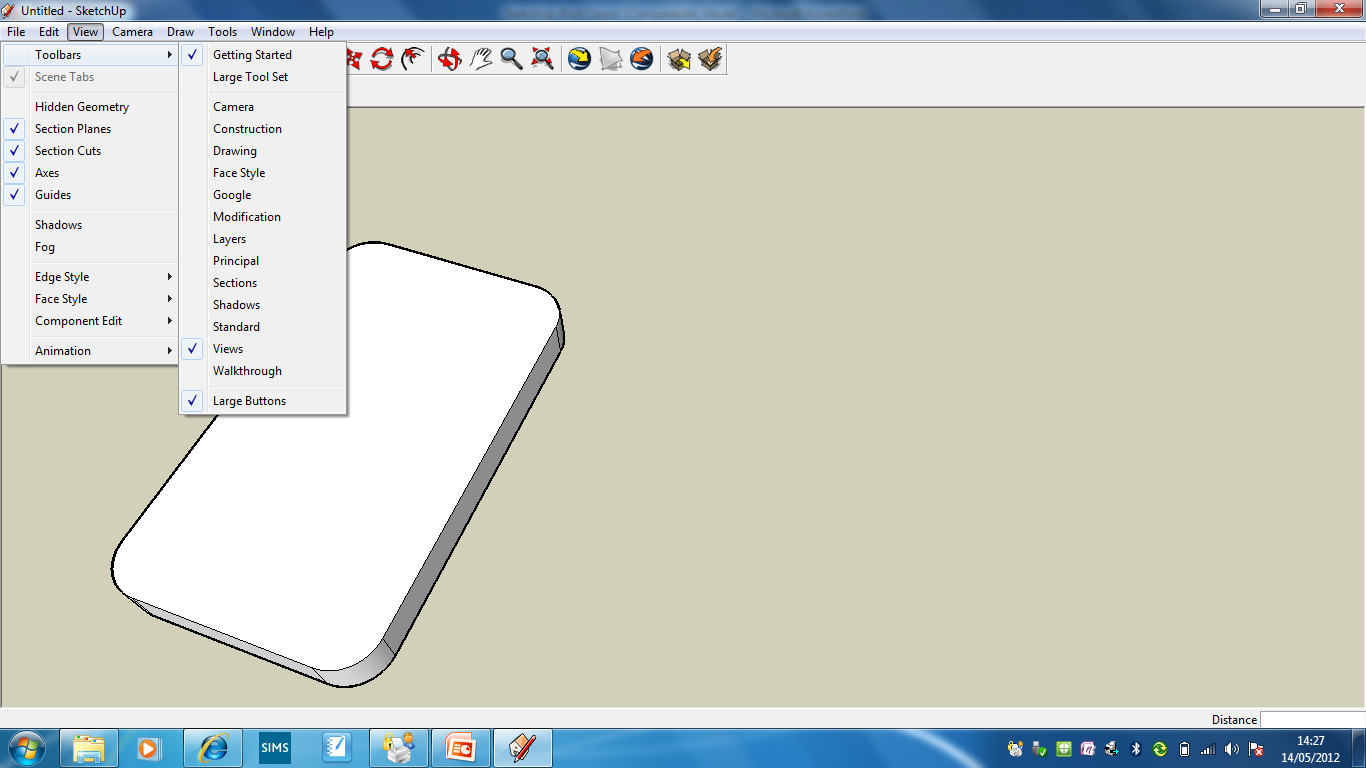 Untitled - SketchUp
File Edit View Camera Draw Tools Window Help
Toolbars
Scene Tabs
Hidden Geometry
Section Planes
Section Cuts
Axes
Guides
Shadows
Fog
Edge Style
Face Style
Component Edit
Animation
Getting Started
Large Tool Set
Camera
Construction
Drawing
Face Style
Google
Modification
Layers
Principal
Sections
Shadows
Standard
Views
Walkthrough
Large Buttons
Distance
SIMS
14:27
14/05/2012